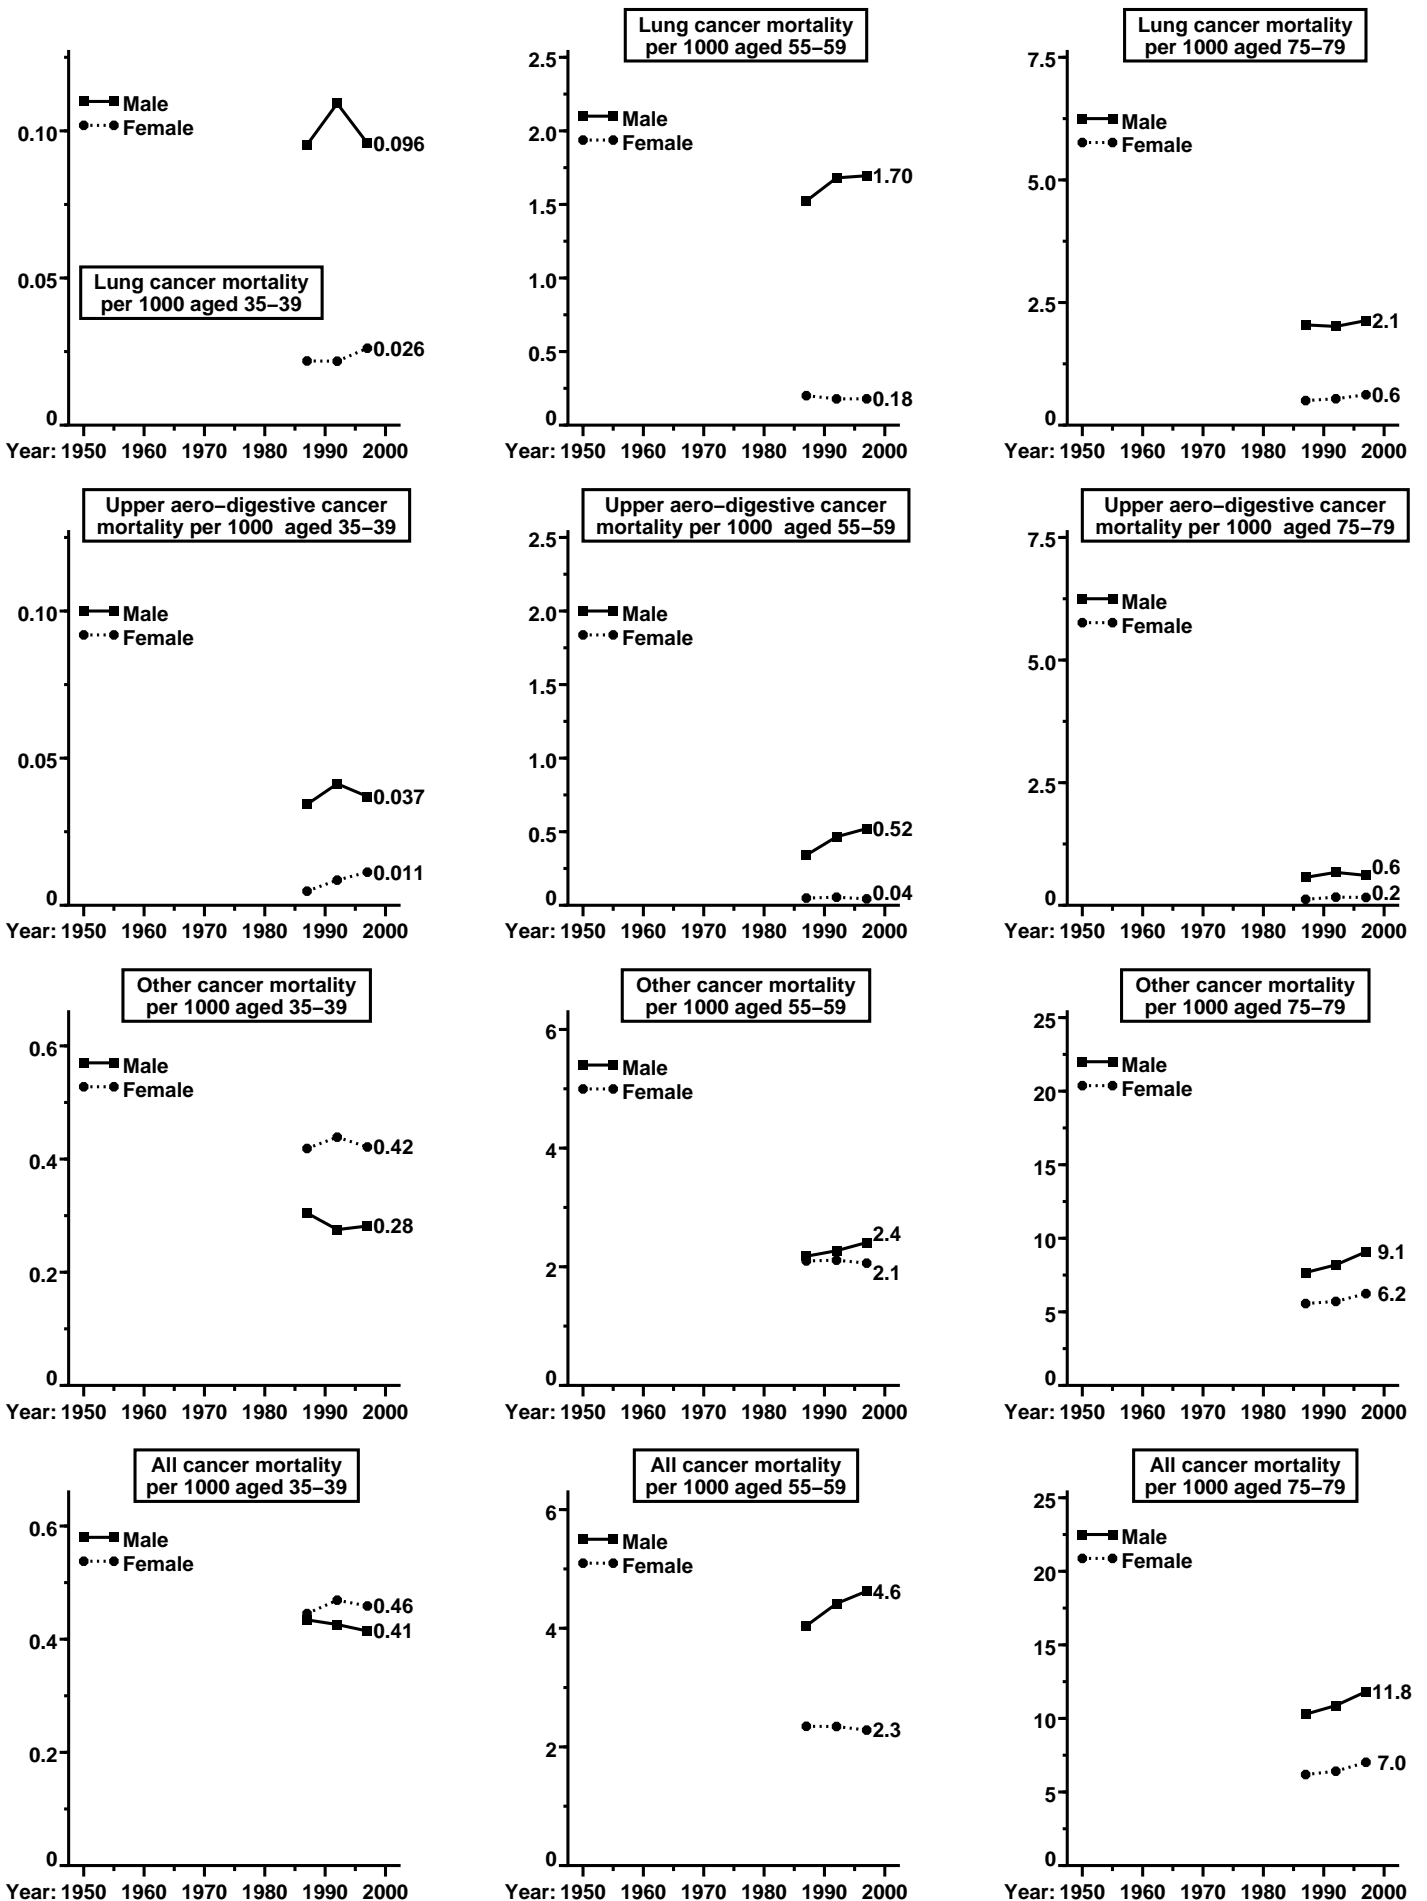 Lung cancer mortality
per 1000 aged 35–39
0.10
0.05
0
Male
Female
0.096
0.026
Year: 1950 1960 1970 1980 1990 2000
Lung cancer mortality
per 1000 aged 55–59
2.5
2.0
1.5
1.0
0.5
0
Male
Female
1.70
0.18
Year: 1950 1960 1970 1980 1990 2000
Lung cancer mortality
per 1000 aged 75–79
7.5
5.0
2.5
0
Male
Female
2.1
0.6
Year: 1950 1960 1970 1980 1990 2000
Upper aero–digestive cancer
mortality per 1000 aged 35–39
0.10
0.05
0
Male
Female
0.037
0.011
Year: 1950 1960 1970 1980 1990 2000
Upper aero–digestive cancer
mortality per 1000 aged 55–59
2.5
2.0
1.5
1.0
0.5
0
Male
Female
0.52
0.04
Year: 1950 1960 1970 1980 1990 2000
Upper aero–digestive cancer
mortality per 1000 aged 75–79
7.5
5.0
2.5
0
Male
Female
0.6
0.2
Year: 1950 1960 1970 1980 1990 2000
Other cancer mortality
per 1000 aged 35–39
0.6
0.4
0.2
0
Male
Female
0.42
0.28
Year: 1950 1960 1970 1980 1990 2000
Other cancer mortality
per 1000 aged 55–59
6
4
2
0
Male
Female
2.4
2.1
Year: 1950 1960 1970 1980 1990 2000
Other cancer mortality
per 1000 aged 75–79
25
20
15
10
5
0
Male
Female
9.1
6.2
Year: 1950 1960 1970 1980 1990 2000
All cancer mortality
per 1000 aged 35–39
0.6
0.4
0.2
0
Male
Female
0.46
0.41
Year: 1950 1960 1970 1980 1990 2000
All cancer mortality
per 1000 aged 55–59
6
4
2
0
Male
Female
4.6
2.3
Year: 1950 1960 1970 1980 1990 2000
All cancer mortality
per 1000 aged 75–79
25
20
15
10
5
0
Male
Female
11.8
7.0
Year: 1950 1960 1970 1980 1990 2000